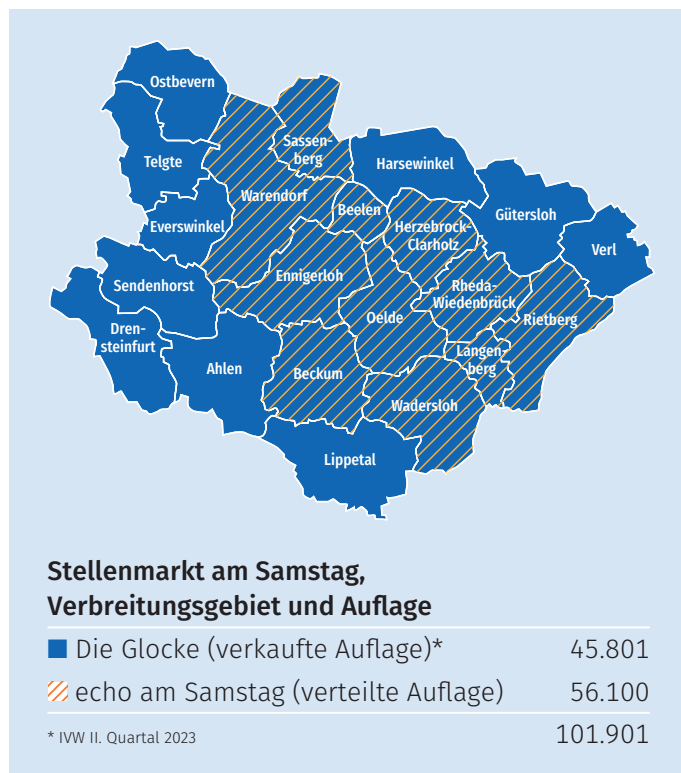 Ostbevern
Sassen-
berg
Telgte
Harsewinkel
Warendorf
Beelen
Gütersloh
Everswinkel
Herzebrock-
Clarholz
Verl
Ennigerloh
Sendenhorst
Rheda-
Wiedenbrück
Oelde
Rietberg
Dren-
steinfurt
Langen-
berg
Ahlen
Beckum
Wadersloh
Lippetal
Stellenmarkt am Samstag,
Verbreitungsgebiet und Auflage
Die Glocke (verkaufte Auflage)* 45.801
echo am Samstag (verteilte Auflage) 56.100
* IVW II. Quartal 2023 101.901